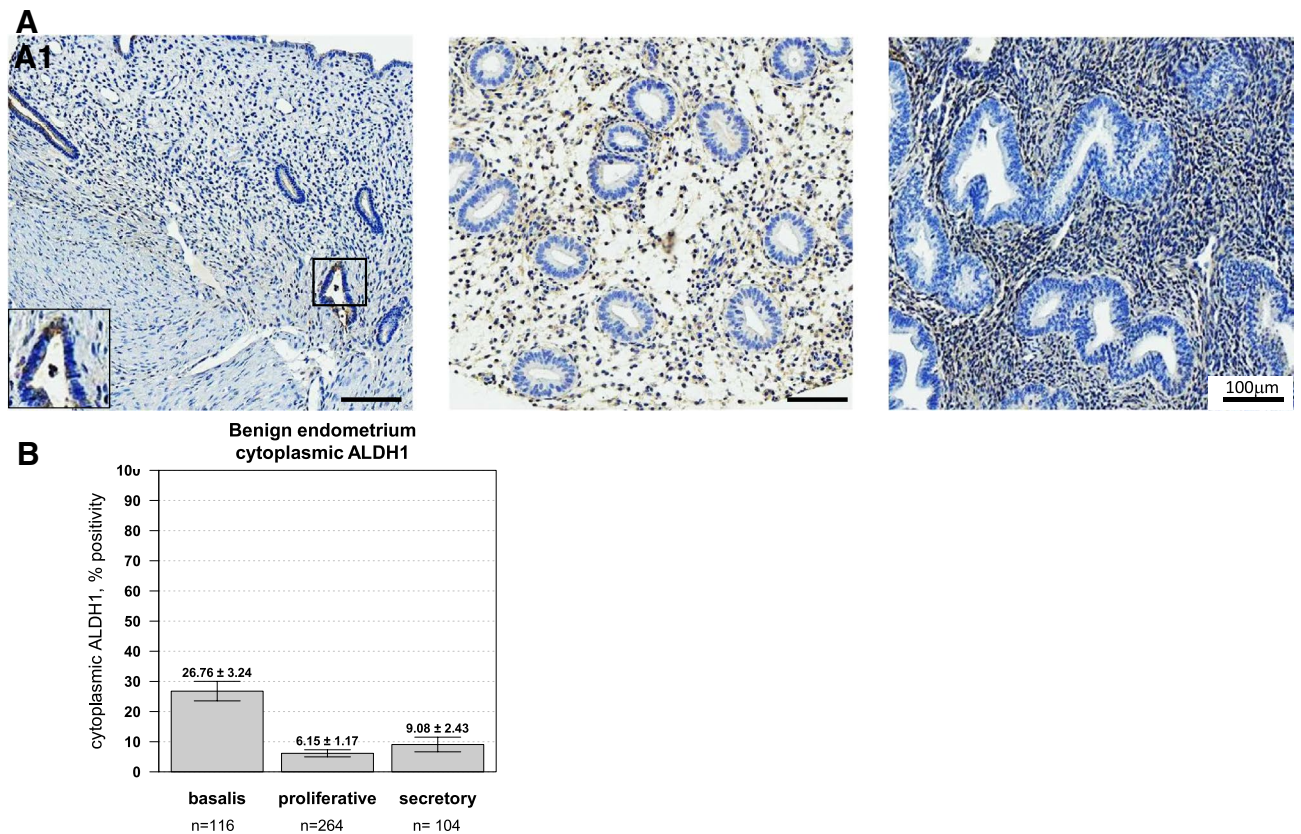 A
A1
100μm
B
Benign endometrium
cytoplasmic ALDH1
cytoplasmic ALDH1, % positivity
100
90
80
70
60
50
40
30
20
10
0
26.76 ± 3.24
6.15 ± 1.17
9.08 ± 2.43
basalis proliferative secretory
n=116 n=264 n= 104